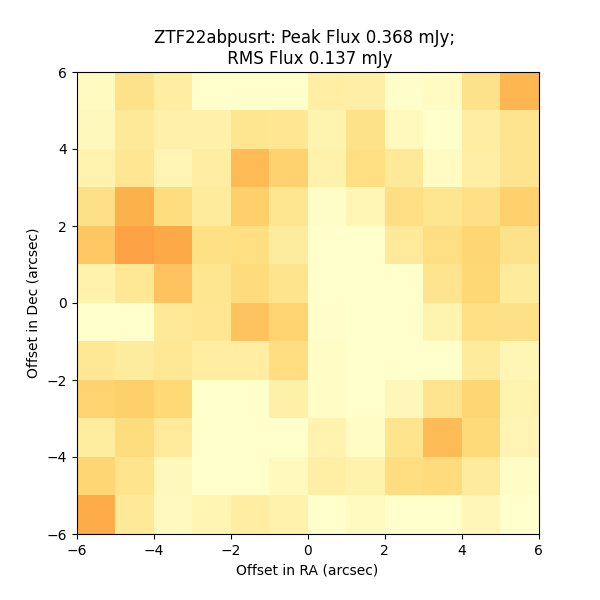 ZTF22abpusrt: Peak Flux 0.368 mJy;
RMS Flux 0.137 mJy
6
4
2
0
−2
−4
−6
Offset in Dec (arcsec)
−6 −4 −2 0 2 4 6
Offset in RA (arcsec)